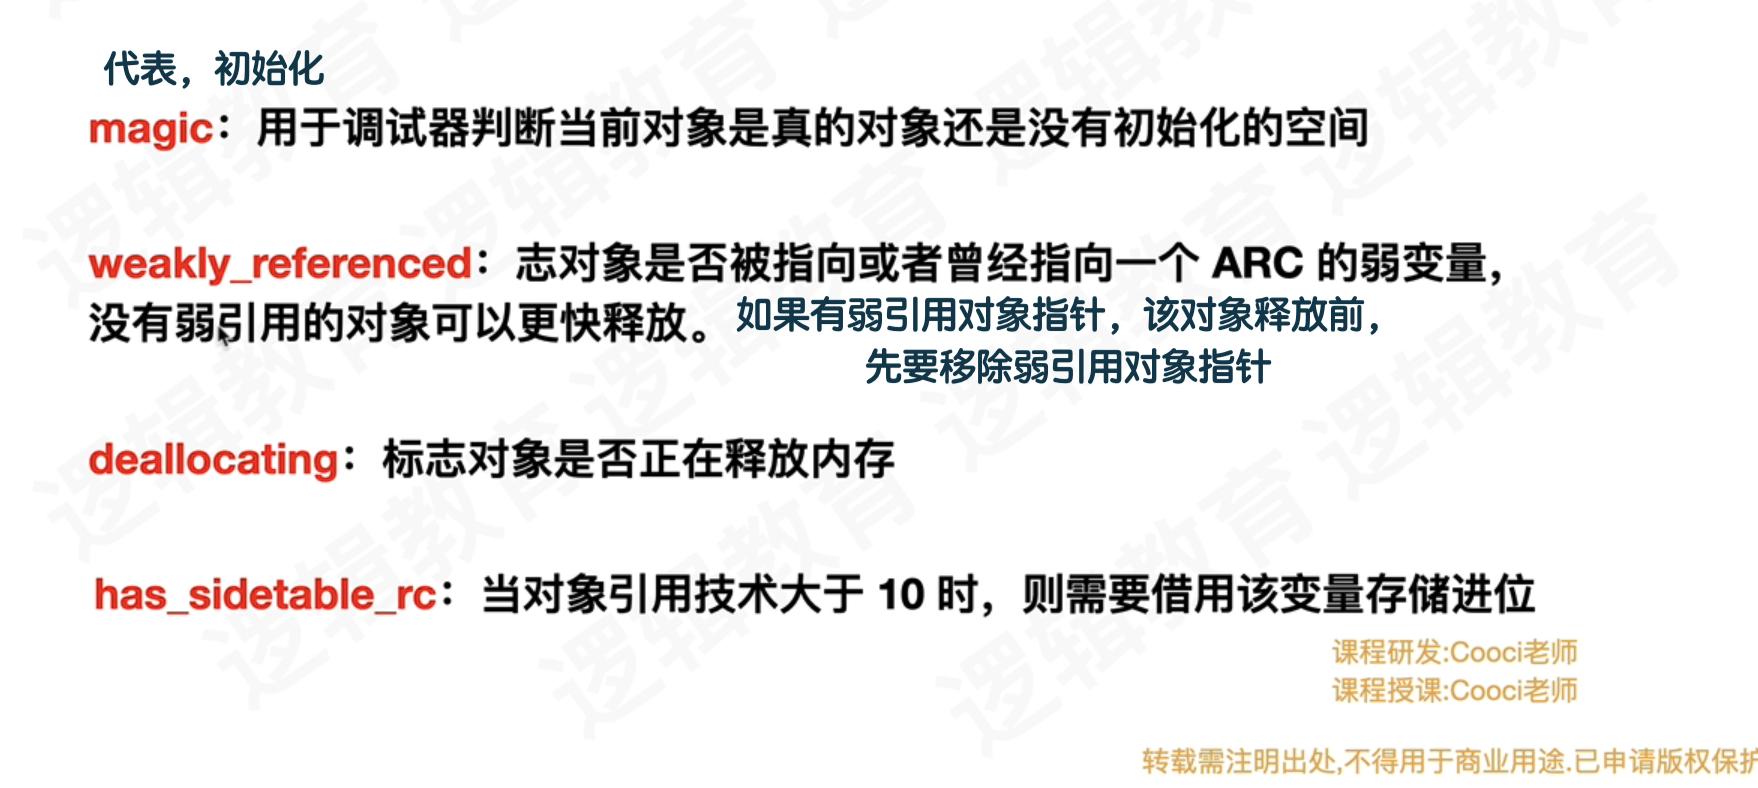 代表，初始化
magic：用于调试器判断当前对象是真的对象还是没有初始化的空间
weakly_referenced：志对象是否被指向或者曾经指向一个 ARC 的弱变量，
没有弱引用的对象可以更快释放。
如果有弱引用对象指针，该对象释放前，
先要移除弱引用对象指针
deallocating：标志对象是否正在释放内存
has_sidetable_rc：当对象引用技术大于 10 时，则需要借用该变量存储进位
课程研发:Cooci老师
课程授课:Cooci老师
转载需注明出处,不得用于商业用途.已申请版权保护
逻辑教育